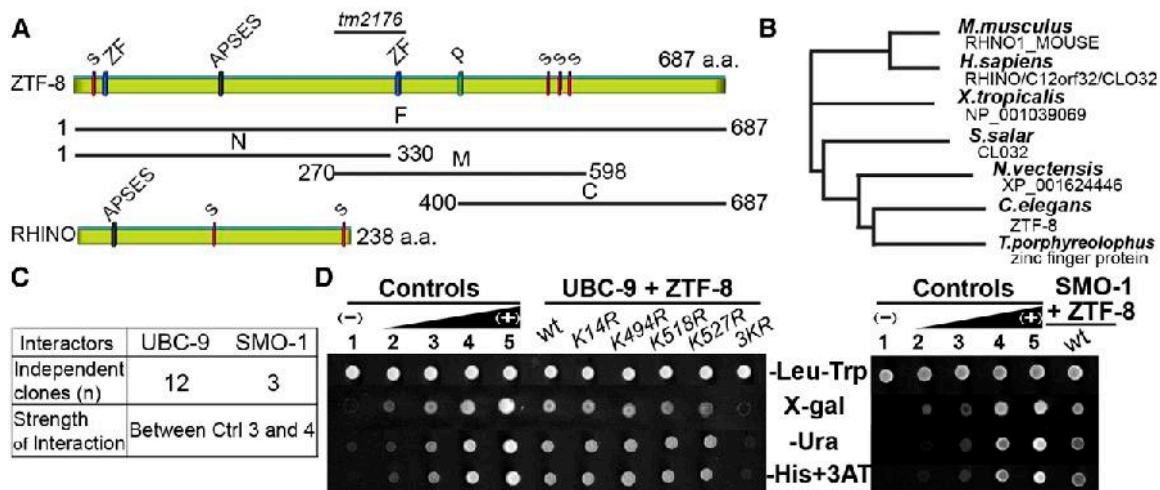 A
tm2176
s ZF APSES ZF p s s s
ZTF-8
687 a.a.
F
1 687
N
1 330
M
270 598
C
400 687
APSES s s
RHINO
238 a.a.
B
M.musculus
RHNO1_MOUSE
H.sapiens
RHINO/C12orf32/CLO32
X.tropicalis
NP_001039069
S.salar
CL032
N.vectensis
XP_001624446
C.elegans
ZTF-8
T.porphyreolophus
zinc finger protein
C
Interactors UBC-9 SMO-1
Independent clones (n) 12 3
Strength of Interaction Between Ctrl 3 and 4
D
Controls
(-) (+)
1 2 3 4 5
UBC-9 + ZTF-8
wt K14R K494R K518R K527R 3KR
-Leu-Trp
X-gal
-Ura
-His+3AT
Controls
(-) (+)
1 2 3 4 5
SMO-1
+ ZTF-8
wt